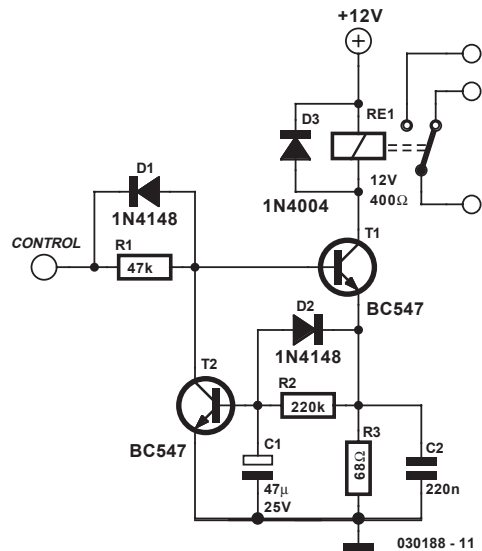 +12V
RE1
D3
1N4004
12V
400Ω
D1
1N4148
CONTROL
R1
47k
T1
BC547
D2
1N4148
T2
BC547
R2
220k
R3
68Ω
C1
47μ
25V
C2
220n
030188 - 11